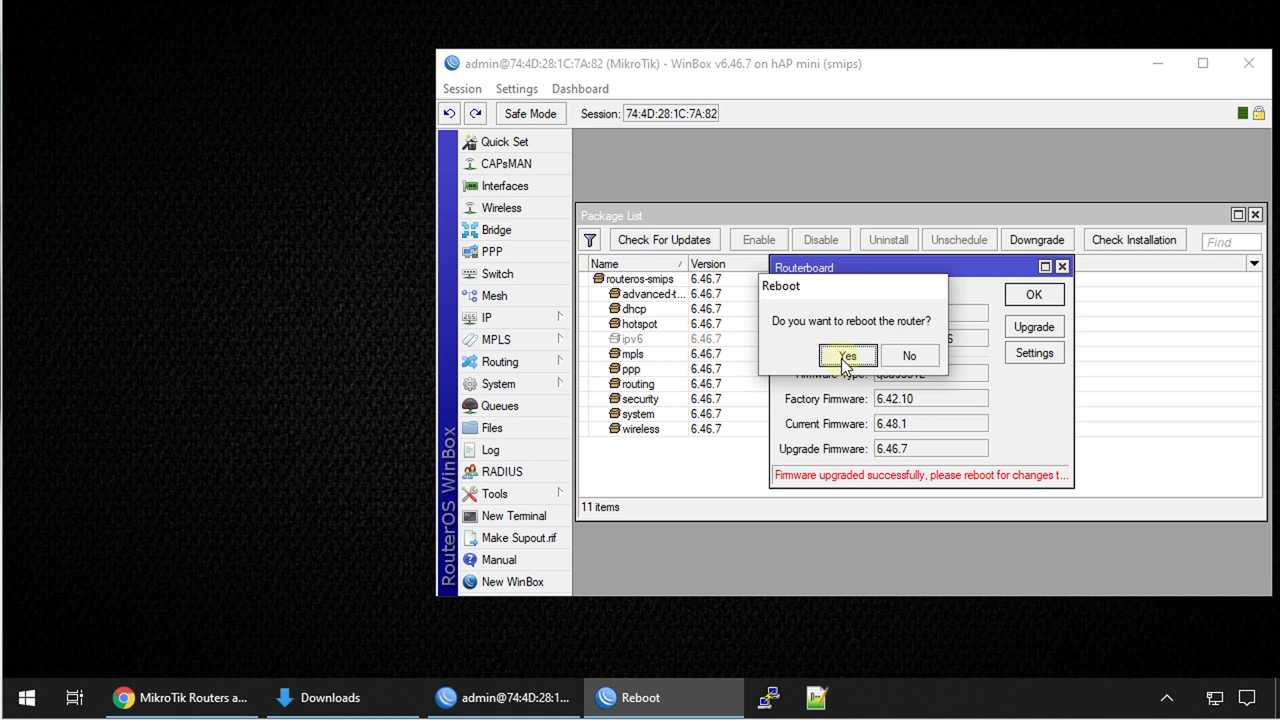 admin@74:4D:28:1C:7A:82 (MikroTik) - WinBox v6.46.7 on hAP mini (smips)
Session Settings Dashboard
Safe Mode Session: 74:4D:28:1C:7A:82
RouterOS WinBox
Quick Set
CAPsMAN
Interfaces
Wireless
Bridge
PPP
Switch
Mesh
IP
MPLS
Routing
System
Queues
Files
Log
RADIUS
Tools
New Terminal
Make Supout.rif
Manual
New WinBox
Package List
Check For Updates Enable Disable Uninstall Unschedule Downgrade Check Installation Find
Name / Version
routeros-smips 6.46.7
advanced-t... 6.46.7
dhcp 6.46.7
hotspot 6.46.7
ipv6 6.46.7
mpls 6.46.7
ppp 6.46.7
routing 6.46.7
security 6.46.7
system 6.46.7
wireless 6.46.7
11 items
Routerboard
OK
Upgrade
Settings
Reboot
Do you want to reboot the router?
Yes No
Factory Firmware: 6.42.10
Current Firmware: 6.48.1
Upgrade Firmware: 6.46.7
Firmware upgraded successfully, please reboot for changes t...
MikroTik Routers a... Downloads admin@74:4D:28:1... Reboot